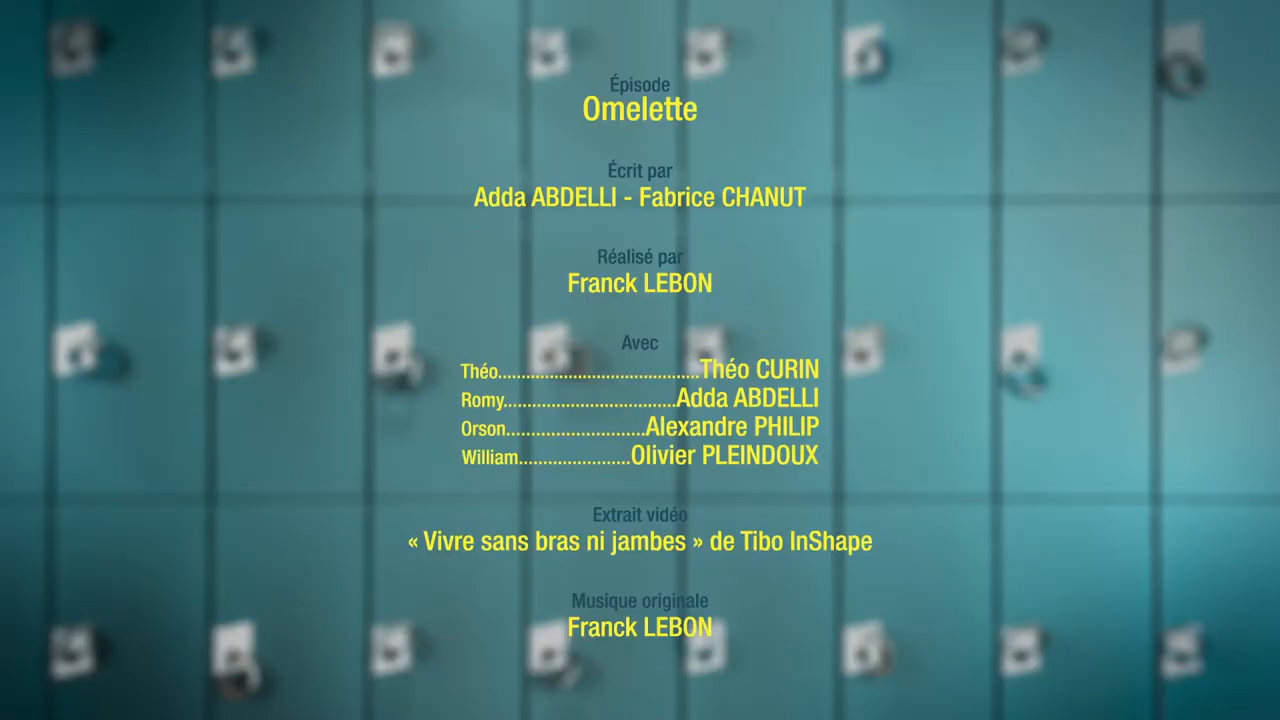 Épisode
Omelette
Écrit par
Adda ABDELLI - Fabrice CHANUT
Réalisé par
Franck LEBON
Avec
Théo............................................Théo CURIN
Romy......................................Adda ABDELLI
Orson..............................Alexandre PHILIP
William........................Olivier PLEINDOUX
Extrait vidéo
« Vivre sans bras ni jambes » de Tibo InShape
Musique originale
Franck LEBON